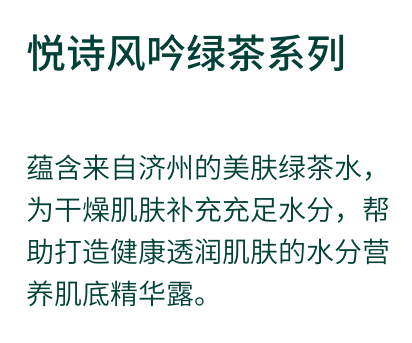 悦诗风吟绿茶系列
蕴含来自济州的美肤绿茶水，
为干燥肌肤补充充足水分，帮
助打造健康透润肌肤的水分营
养肌底精华露。